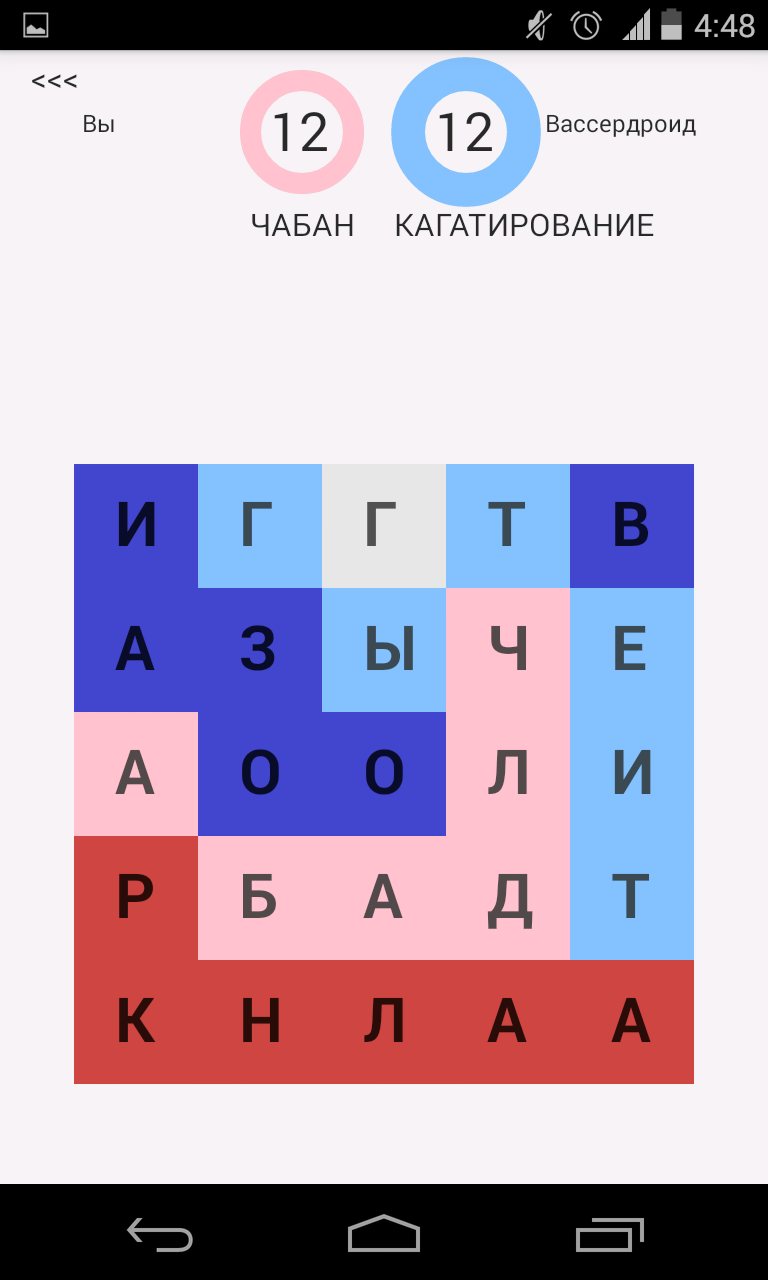 4:48
<<<
Вы 12 12 Вассердроид
ЧАБАН КАГАТИРОВАНИЕ
И Г Г Т В
А З Ы Ч Е
А О О Л И
Р Б А Д Т
К Н Л А А